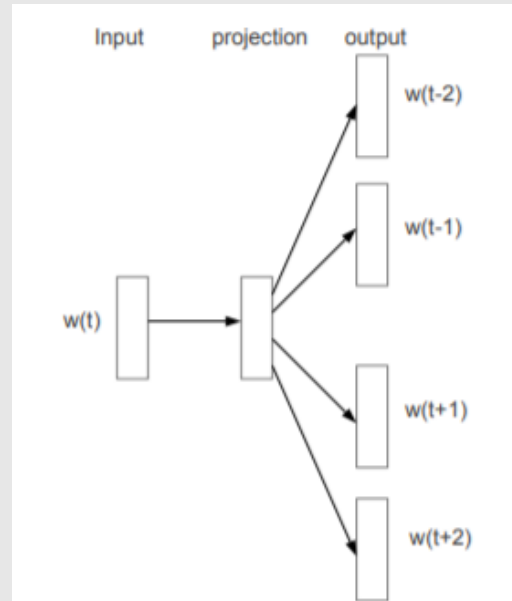 Input projection output
w(t-2)
w(t-1)
w(t)
w(t+1)
w(t+2)